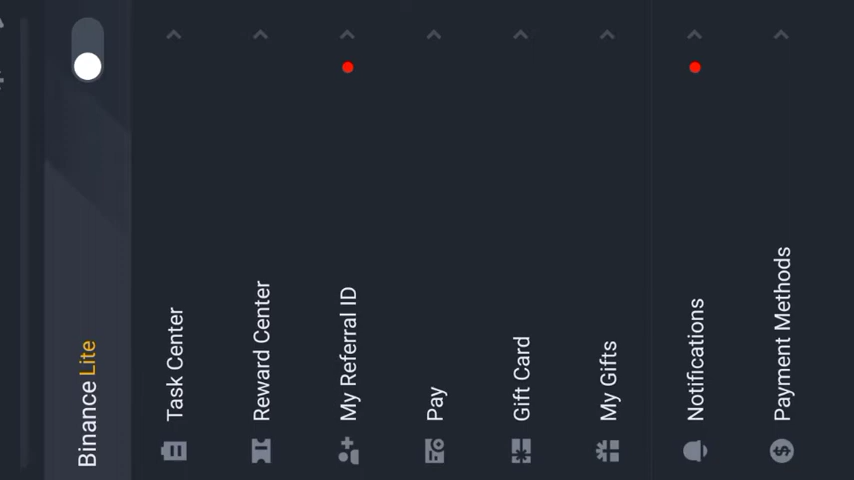 Binance Lite
Task Center
Reward Center
My Referral ID
Pay
Gift Card
My Gifts
Notifications
Payment Methods